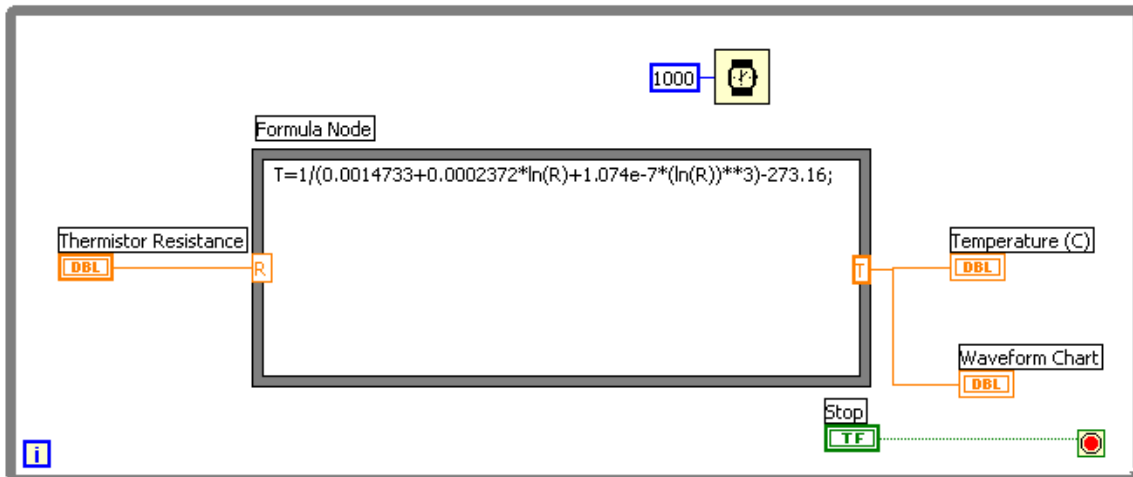 1000
Formula Node
T=1/(0.0014733+0.0002372*ln(R)+1.074e-7*(ln(R))**3)-273.16;
Thermistor Resistance
DBL
R
T
Temperature (C)
DBL
Waveform Chart
DBL
Stop
TF
i